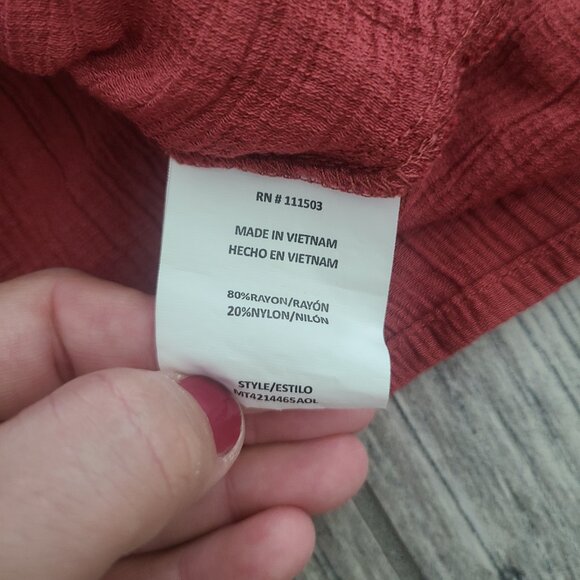 RN # 111503
MADE IN VIETNAM
HECHO EN VIETNAM
80%RAYON/RAYÓN
20%NYLON/NILÓN
STYLE/ESTILO
MT4214465AOL